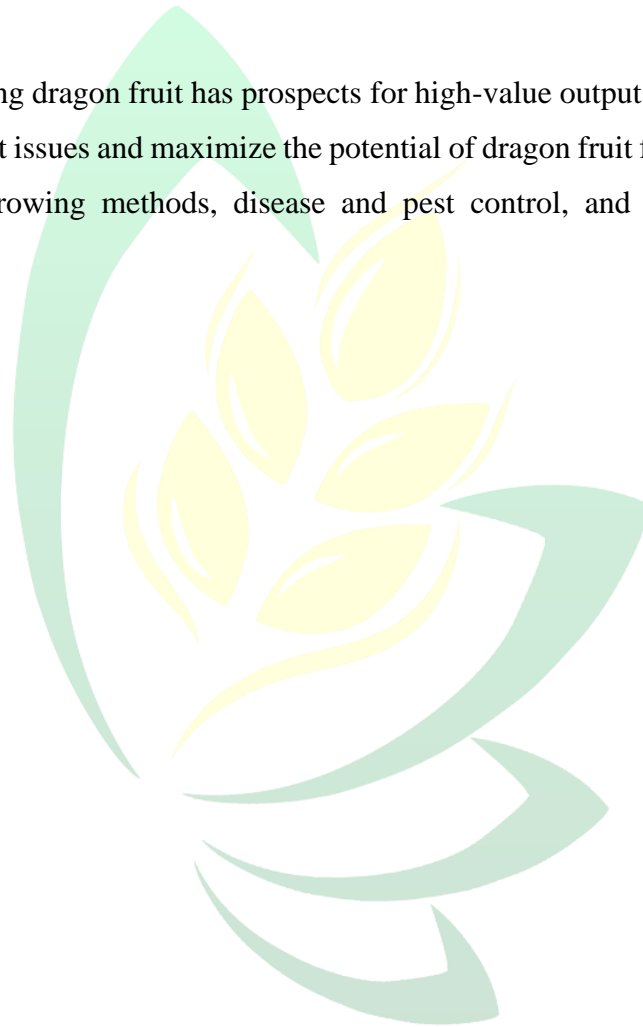 ng dragon fruit has prospects for high-value output
t issues and maximize the potential of dragon fruit
rowing methods, disease and pest control, and